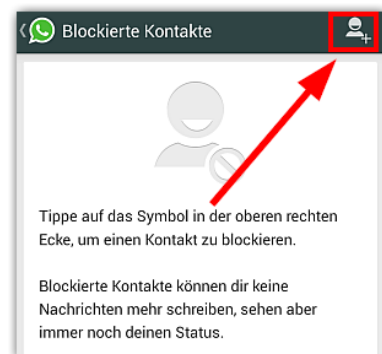 Blockierte Kontakte
Tippe auf das Symbol in der oberen rechten
Ecke, um einen Kontakt zu blockieren.
Blockierte Kontakte können dir keine
Nachrichten mehr schreiben, sehen aber
immer noch deinen Status.